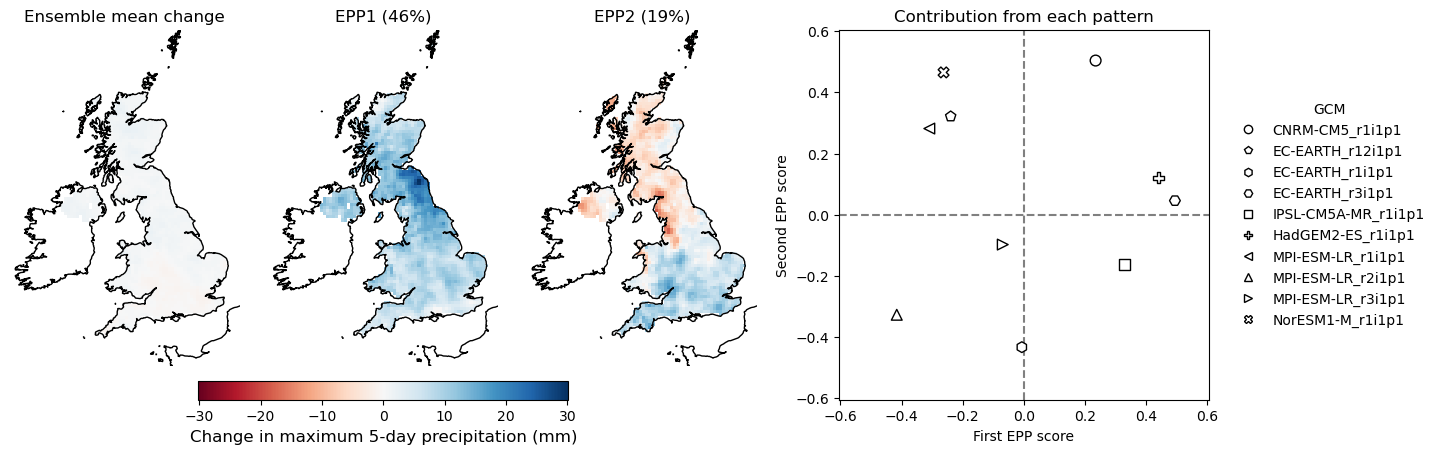 Ensemble mean change
EPP1 (46%)
EPP2 (19%)
Contribution from each pattern
−30
−20
−10
0
10
20
30
Change in maximum 5-day precipitation (mm)
Second EPP score
0.6
0.4
0.2
0.0
−0.2
−0.4
−0.6
−0.6
−0.4
−0.2
0.0
0.2
0.4
0.6
First EPP score
GCM
CNRM-CM5_r1i1p1
EC-EARTH_r12i1p1
EC-EARTH_r1i1p1
EC-EARTH_r3i1p1
IPSL-CM5A-MR_r1i1p1
HadGEM2-ES_r1i1p1
MPI-ESM-LR_r1i1p1
MPI-ESM-LR_r2i1p1
MPI-ESM-LR_r3i1p1
NorESM1-M_r1i1p1